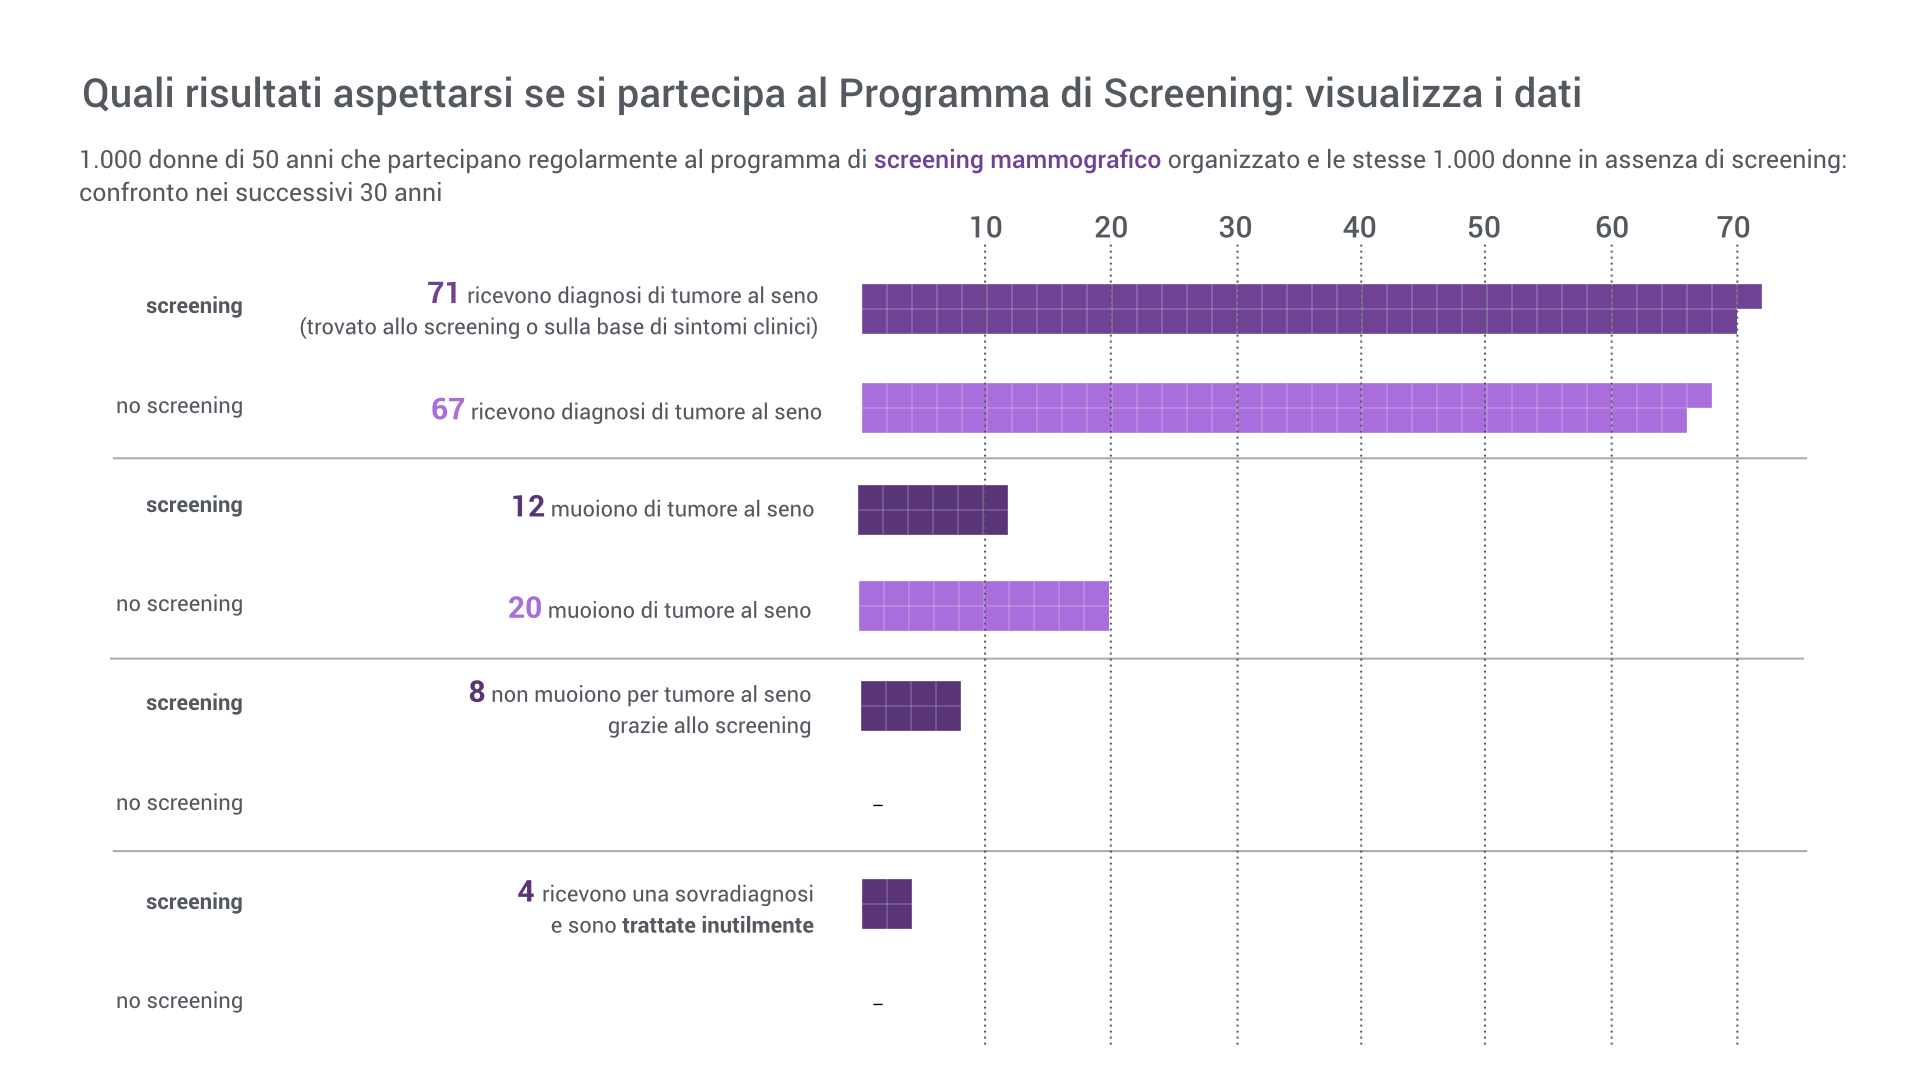 Quali risultati aspettarsi se si partecipa al Programma di Screening: visualizza i dati
1.000 donne di 50 anni che partecipano regolarmente al programma di screening mammografico organizzato e le stesse 1.000 donne in assenza di screening:
confronto nei successivi 30 anni
10 20 30 40 50 60 70
screening
71 ricevono diagnosi di tumore al seno
(trovato allo screening o sulla base di sintomi clinici)
no screening
67 ricevono diagnosi di tumore al seno
screening
12 muoiono di tumore al seno
no screening
20 muoiono di tumore al seno
screening
8 non muoiono per tumore al seno
grazie allo screening
no screening
–
screening
4 ricevono una sovradiagnosi
e sono trattate inutilmente
no screening
–